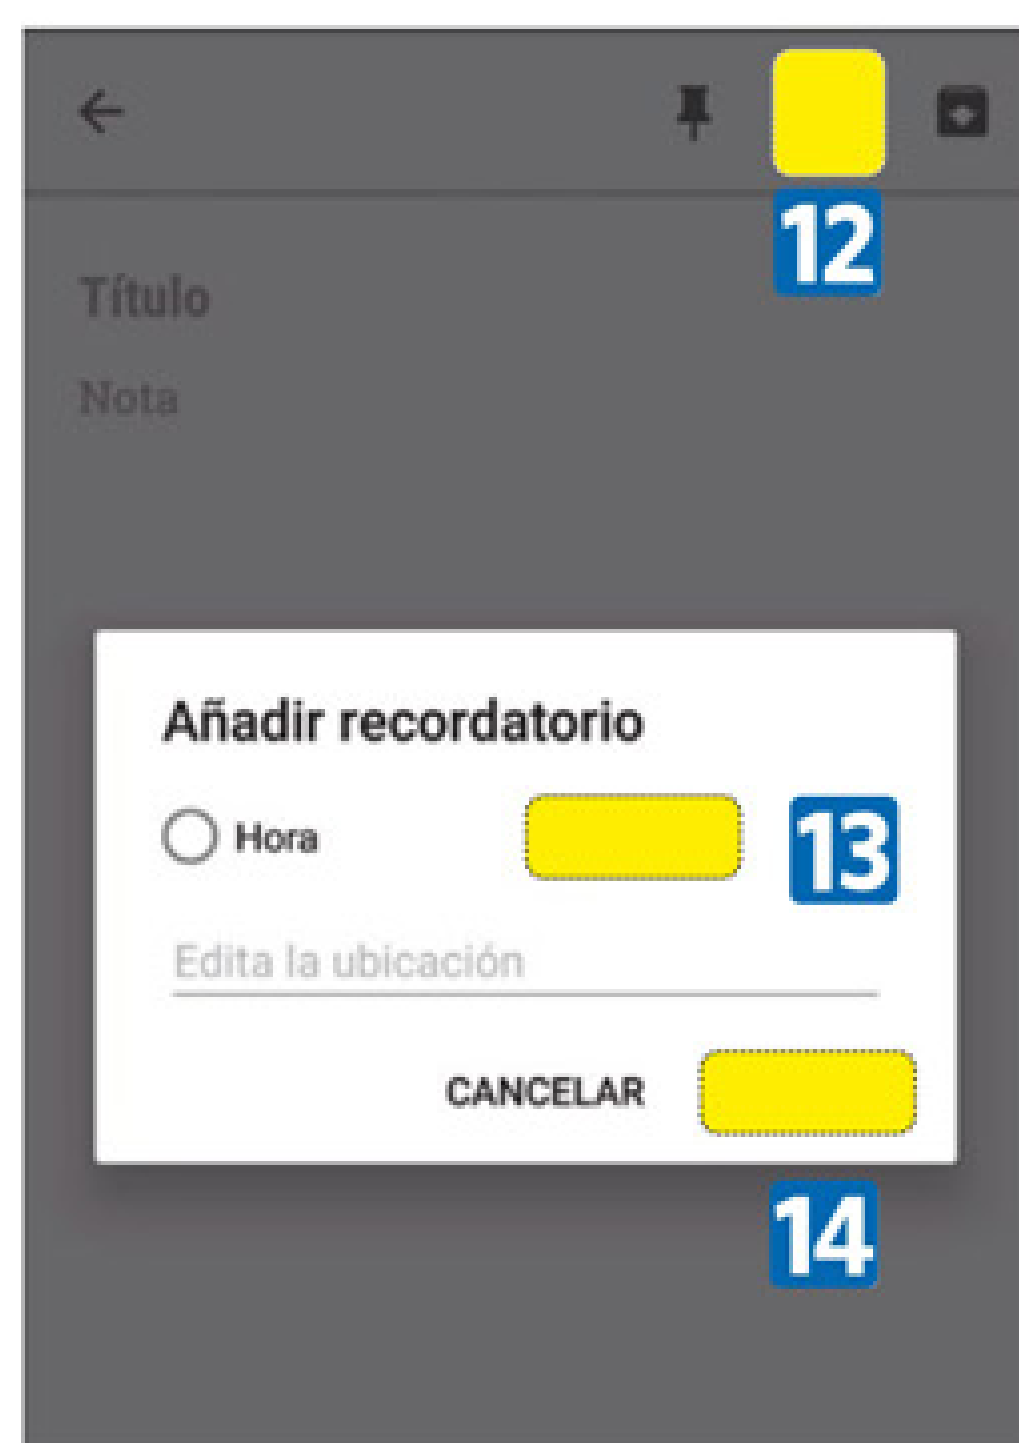 12
Título
Nota
Añadir recordatorio
Hora
13
Edita la ubicación
CANCELAR
14